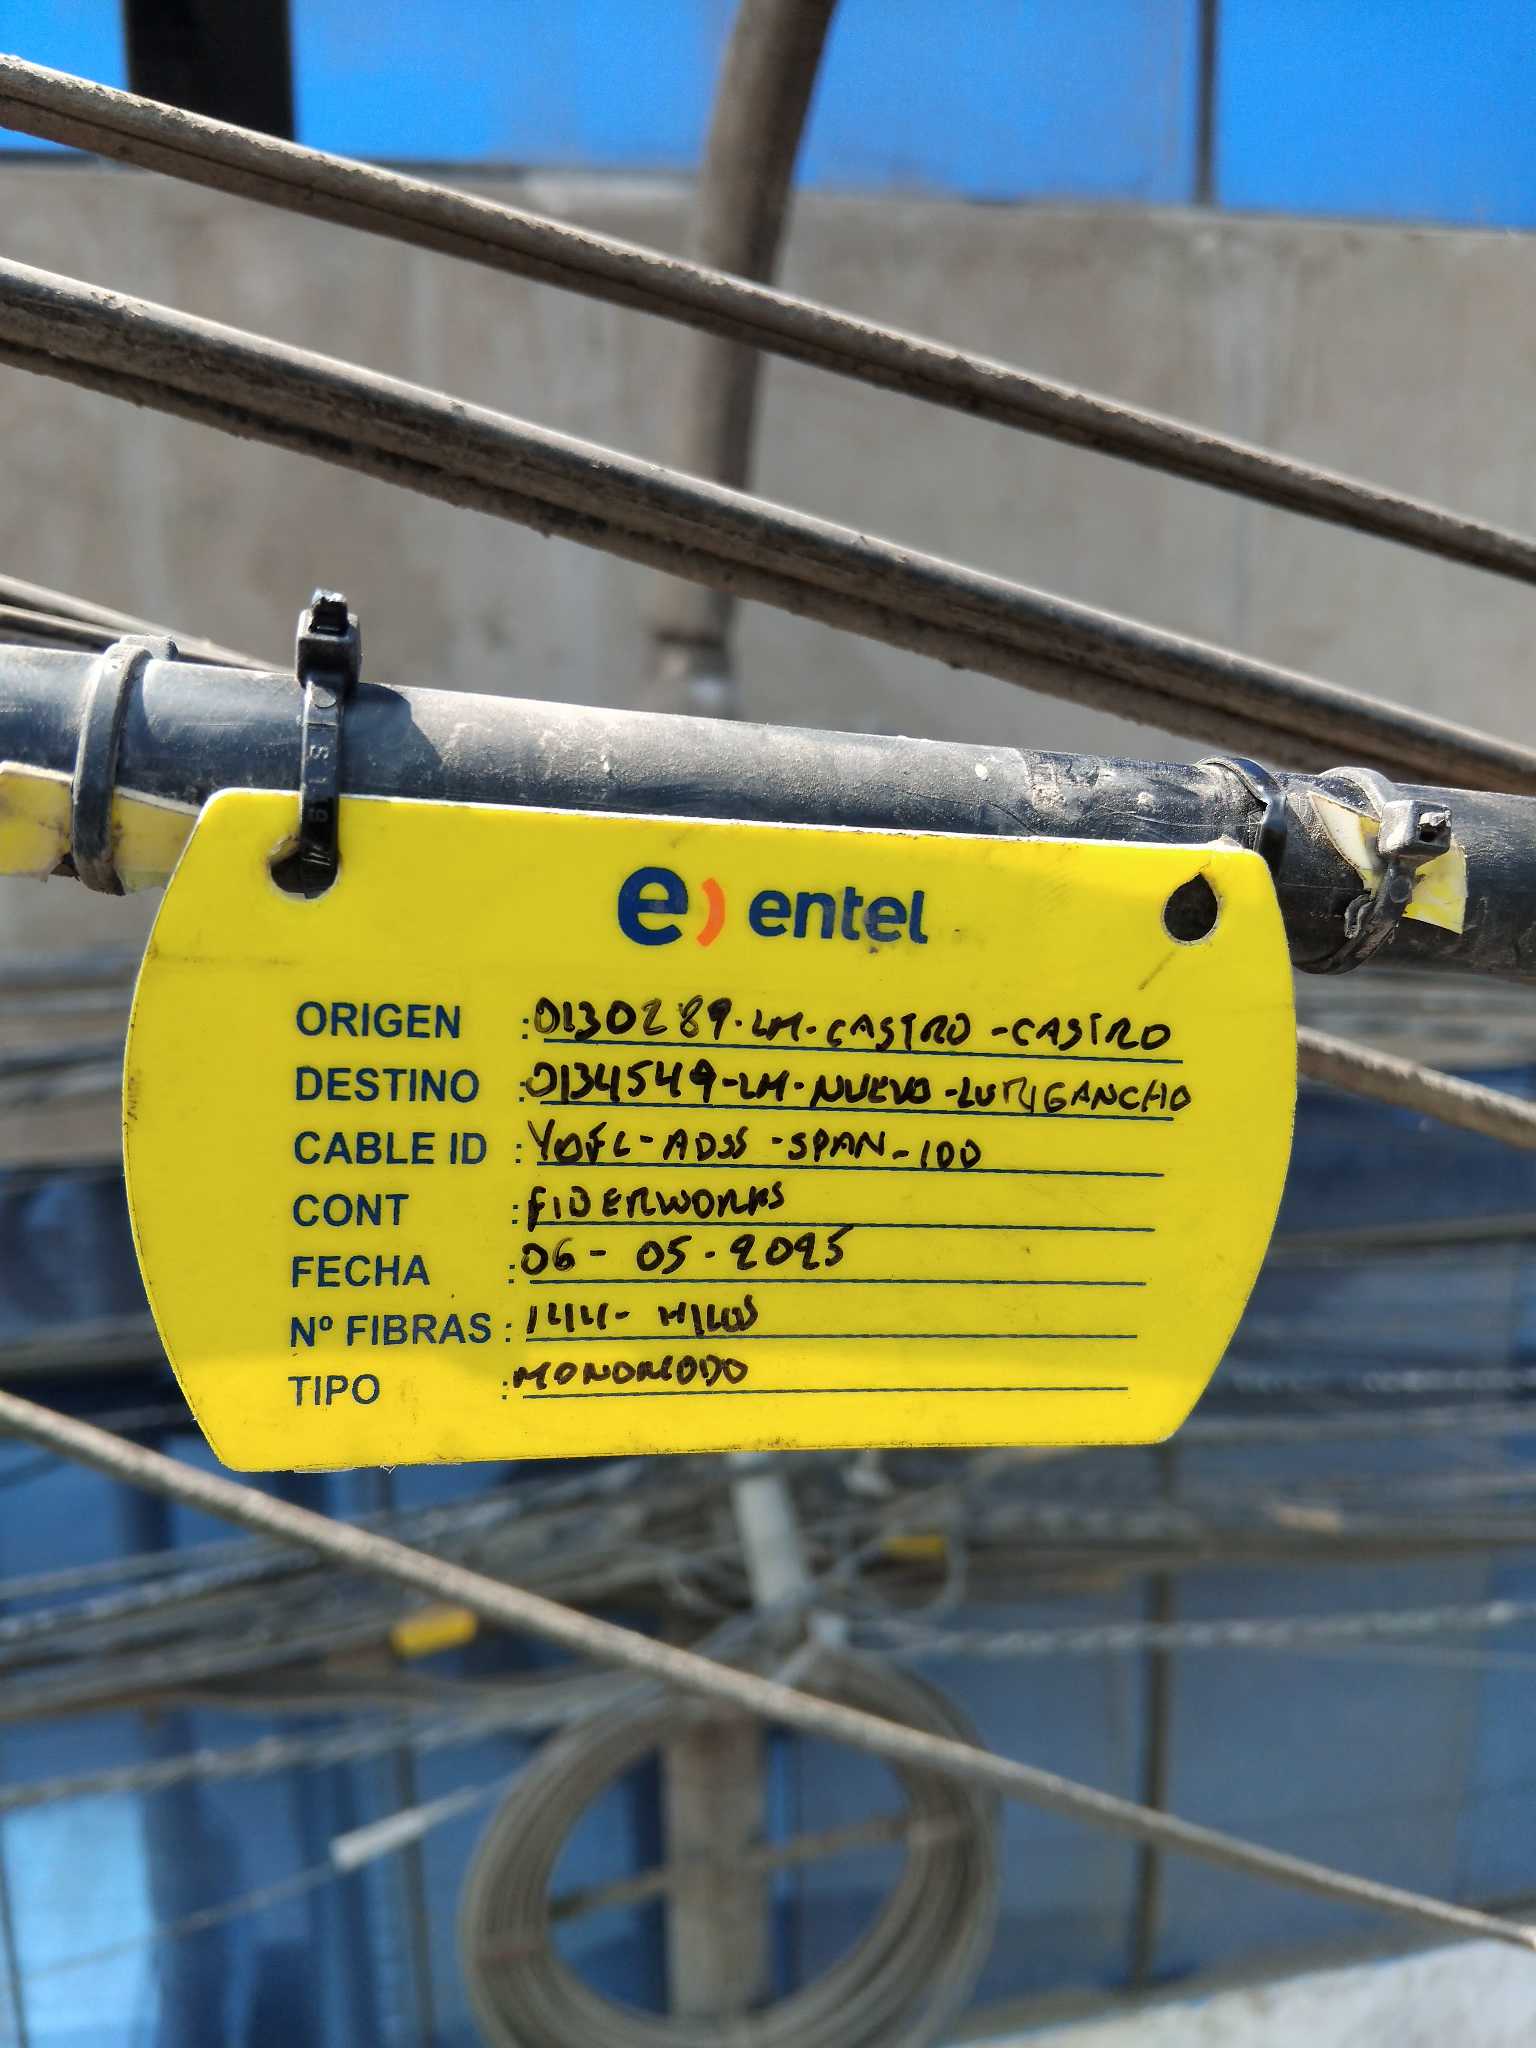 e) entel
ORIGEN : 0130289-LM-CASTRO-CASTRO
DESTINO : 0134549-LM-NUEVO-LURIGANCHO
CABLE ID : YOFC-ADSS-SPAN-100
CONT : FIBERWORKS
FECHA : 06-05-2025
Nº FIBRAS : 144-HILOS
TIPO : MONOMODO